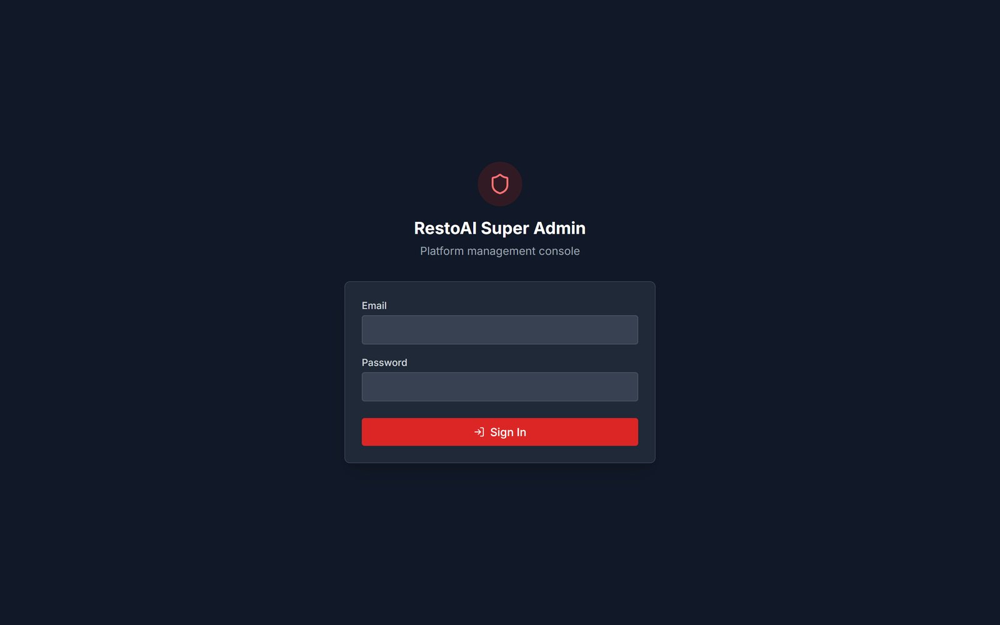 RestoAI Super Admin
Platform management console
Email
Password
Sign In